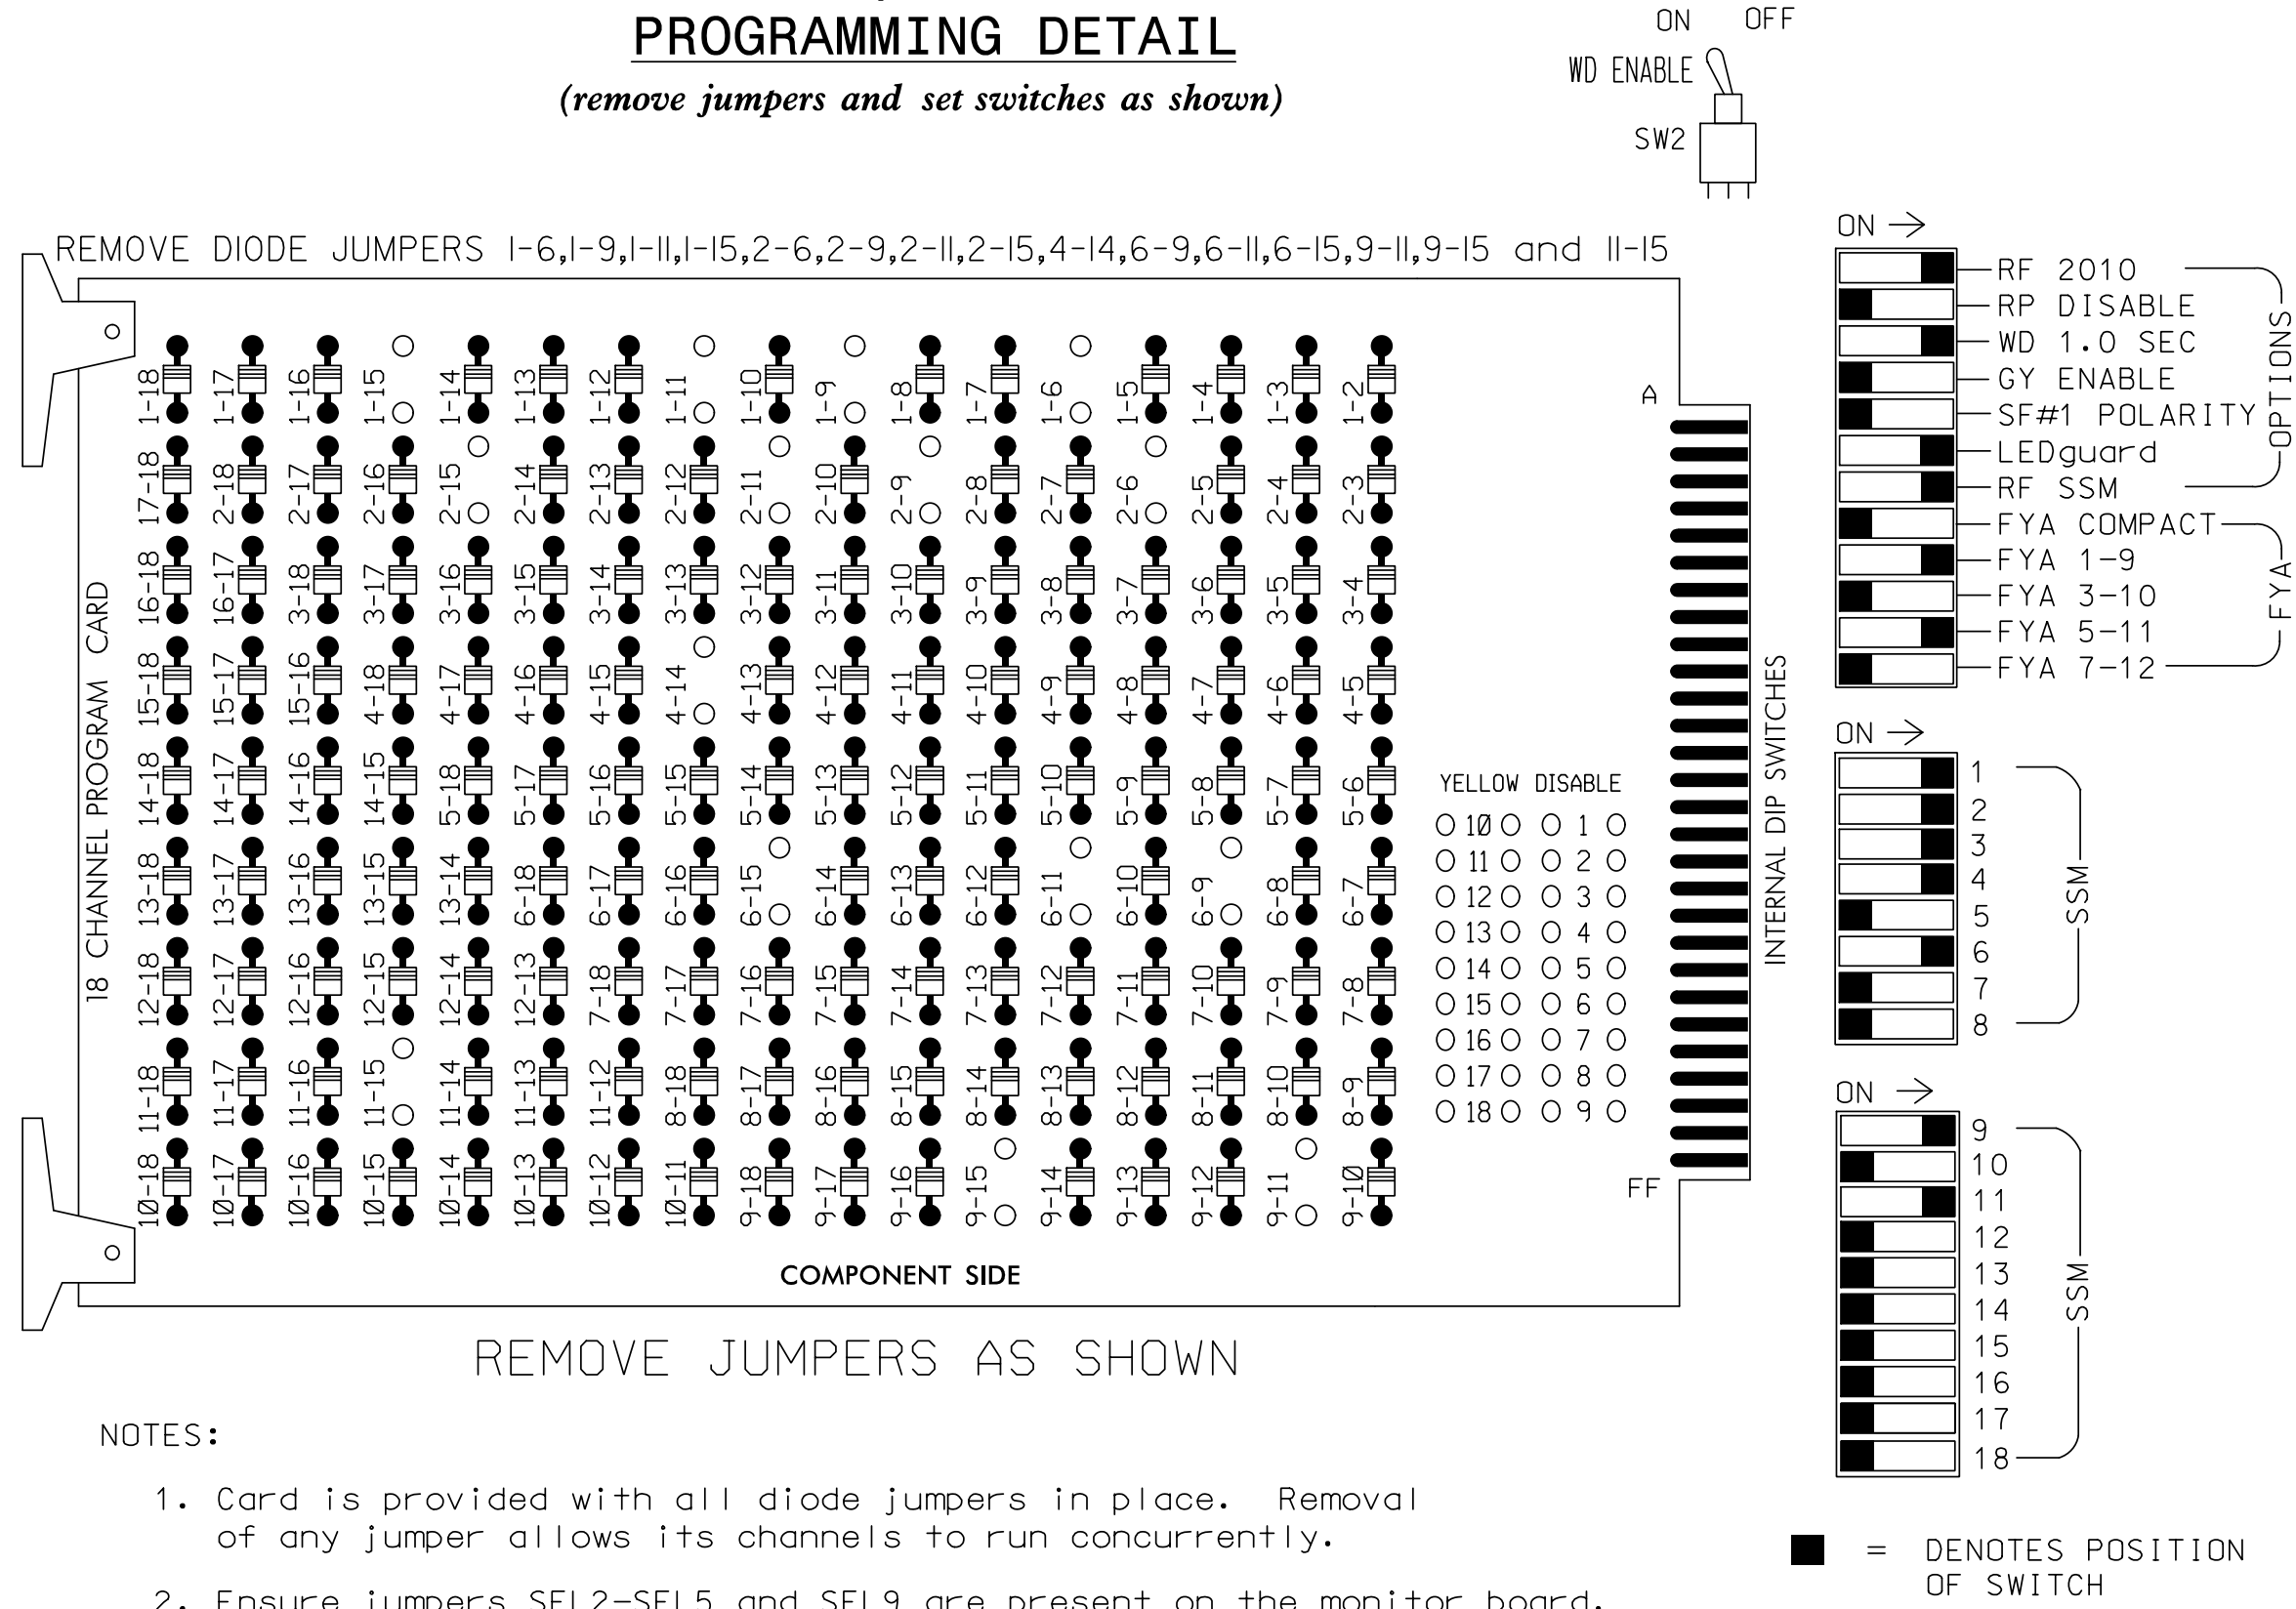 PROGRAMMING DETAIL
(remove jumpers and set switches as shown)
ON OFF
WD ENABLE
SW2
REMOVE DIODE JUMPERS 1-6,1-9,1-11,1-15,2-6,2-9,2-11,2-15,4-14,6-9,6-11,6-15,9-11,9-15 and 11-15
18 CHANNEL PROGRAM CARD
1-18 1-17 1-16 1-15 1-14 1-13 1-12 1-11 1-10 1-9 1-8 1-7 1-6 1-5 1-4 1-3 1-2
17-18 2-18 2-17 2-16 2-15 2-14 2-13 2-12 2-11 2-10 2-9 2-8 2-7 2-6 2-5 2-4 2-3
16-18 16-17 3-18 3-17 3-16 3-15 3-14 3-13 3-12 3-11 3-10 3-9 3-8 3-7 3-6 3-5 3-4
15-18 15-17 15-16 4-18 4-17 4-16 4-15 4-14 4-13 4-12 4-11 4-10 4-9 4-8 4-7 4-6 4-5
14-18 14-17 14-16 14-15 5-18 5-17 5-16 5-15 5-14 5-13 5-12 5-11 5-10 5-9 5-8 5-7 5-6
13-18 13-17 13-16 13-15 13-14 6-18 6-17 6-16 6-15 6-14 6-13 6-12 6-11 6-10 6-9 6-8 6-7
12-18 12-17 12-16 12-15 12-14 12-13 7-18 7-17 7-16 7-15 7-14 7-13 7-12 7-11 7-10 7-9 7-8
11-18 11-17 11-16 11-15 11-14 11-13 11-12 8-18 8-17 8-16 8-15 8-14 8-13 8-12 8-11 8-10 8-9
10-18 10-17 10-16 10-15 10-14 10-13 10-12 10-11 9-18 9-17 9-16 9-15 9-14 9-13 9-12 9-11 9-10
YELLOW DISABLE
10 1
11 2
12 3
13 4
14 5
15 6
16 7
17 8
18 9
A
FF
COMPONENT SIDE
INTERNAL DIP SWITCHES
ON
RF 2010
RP DISABLE
WD 1.0 SEC
GY ENABLE
SF#1 POLARITY
LEDguard
RF SSM
OPTIONS
FYA COMPACT
FYA 1-9
FYA 3-10
FYA 5-11
FYA 7-12
FYA
ON
1
2
3
4
5
6
7
8
SSM
ON
9
10
11
12
13
14
15
16
17
18
SSM
REMOVE JUMPERS AS SHOWN
NOTES:
1. Card is provided with all diode jumpers in place. Removal
of any jumper allows its channels to run concurrently.
2. Ensure jumpers SEL2-SEL5 and SEL9 are present on the monitor board.
= DENOTES POSITION
OF SWITCH